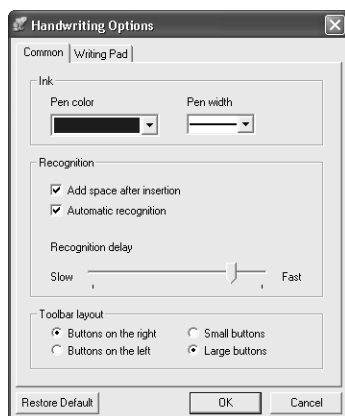 Handwriting Options
Common Writing Pad
Ink
Pen color Pen width
Recognition
Add space after insertion
Automatic recognition
Recognition delay
Slow Fast
Toolbar layout
Buttons on the right Small buttons
Buttons on the left Large buttons
Restore Default OK Cancel